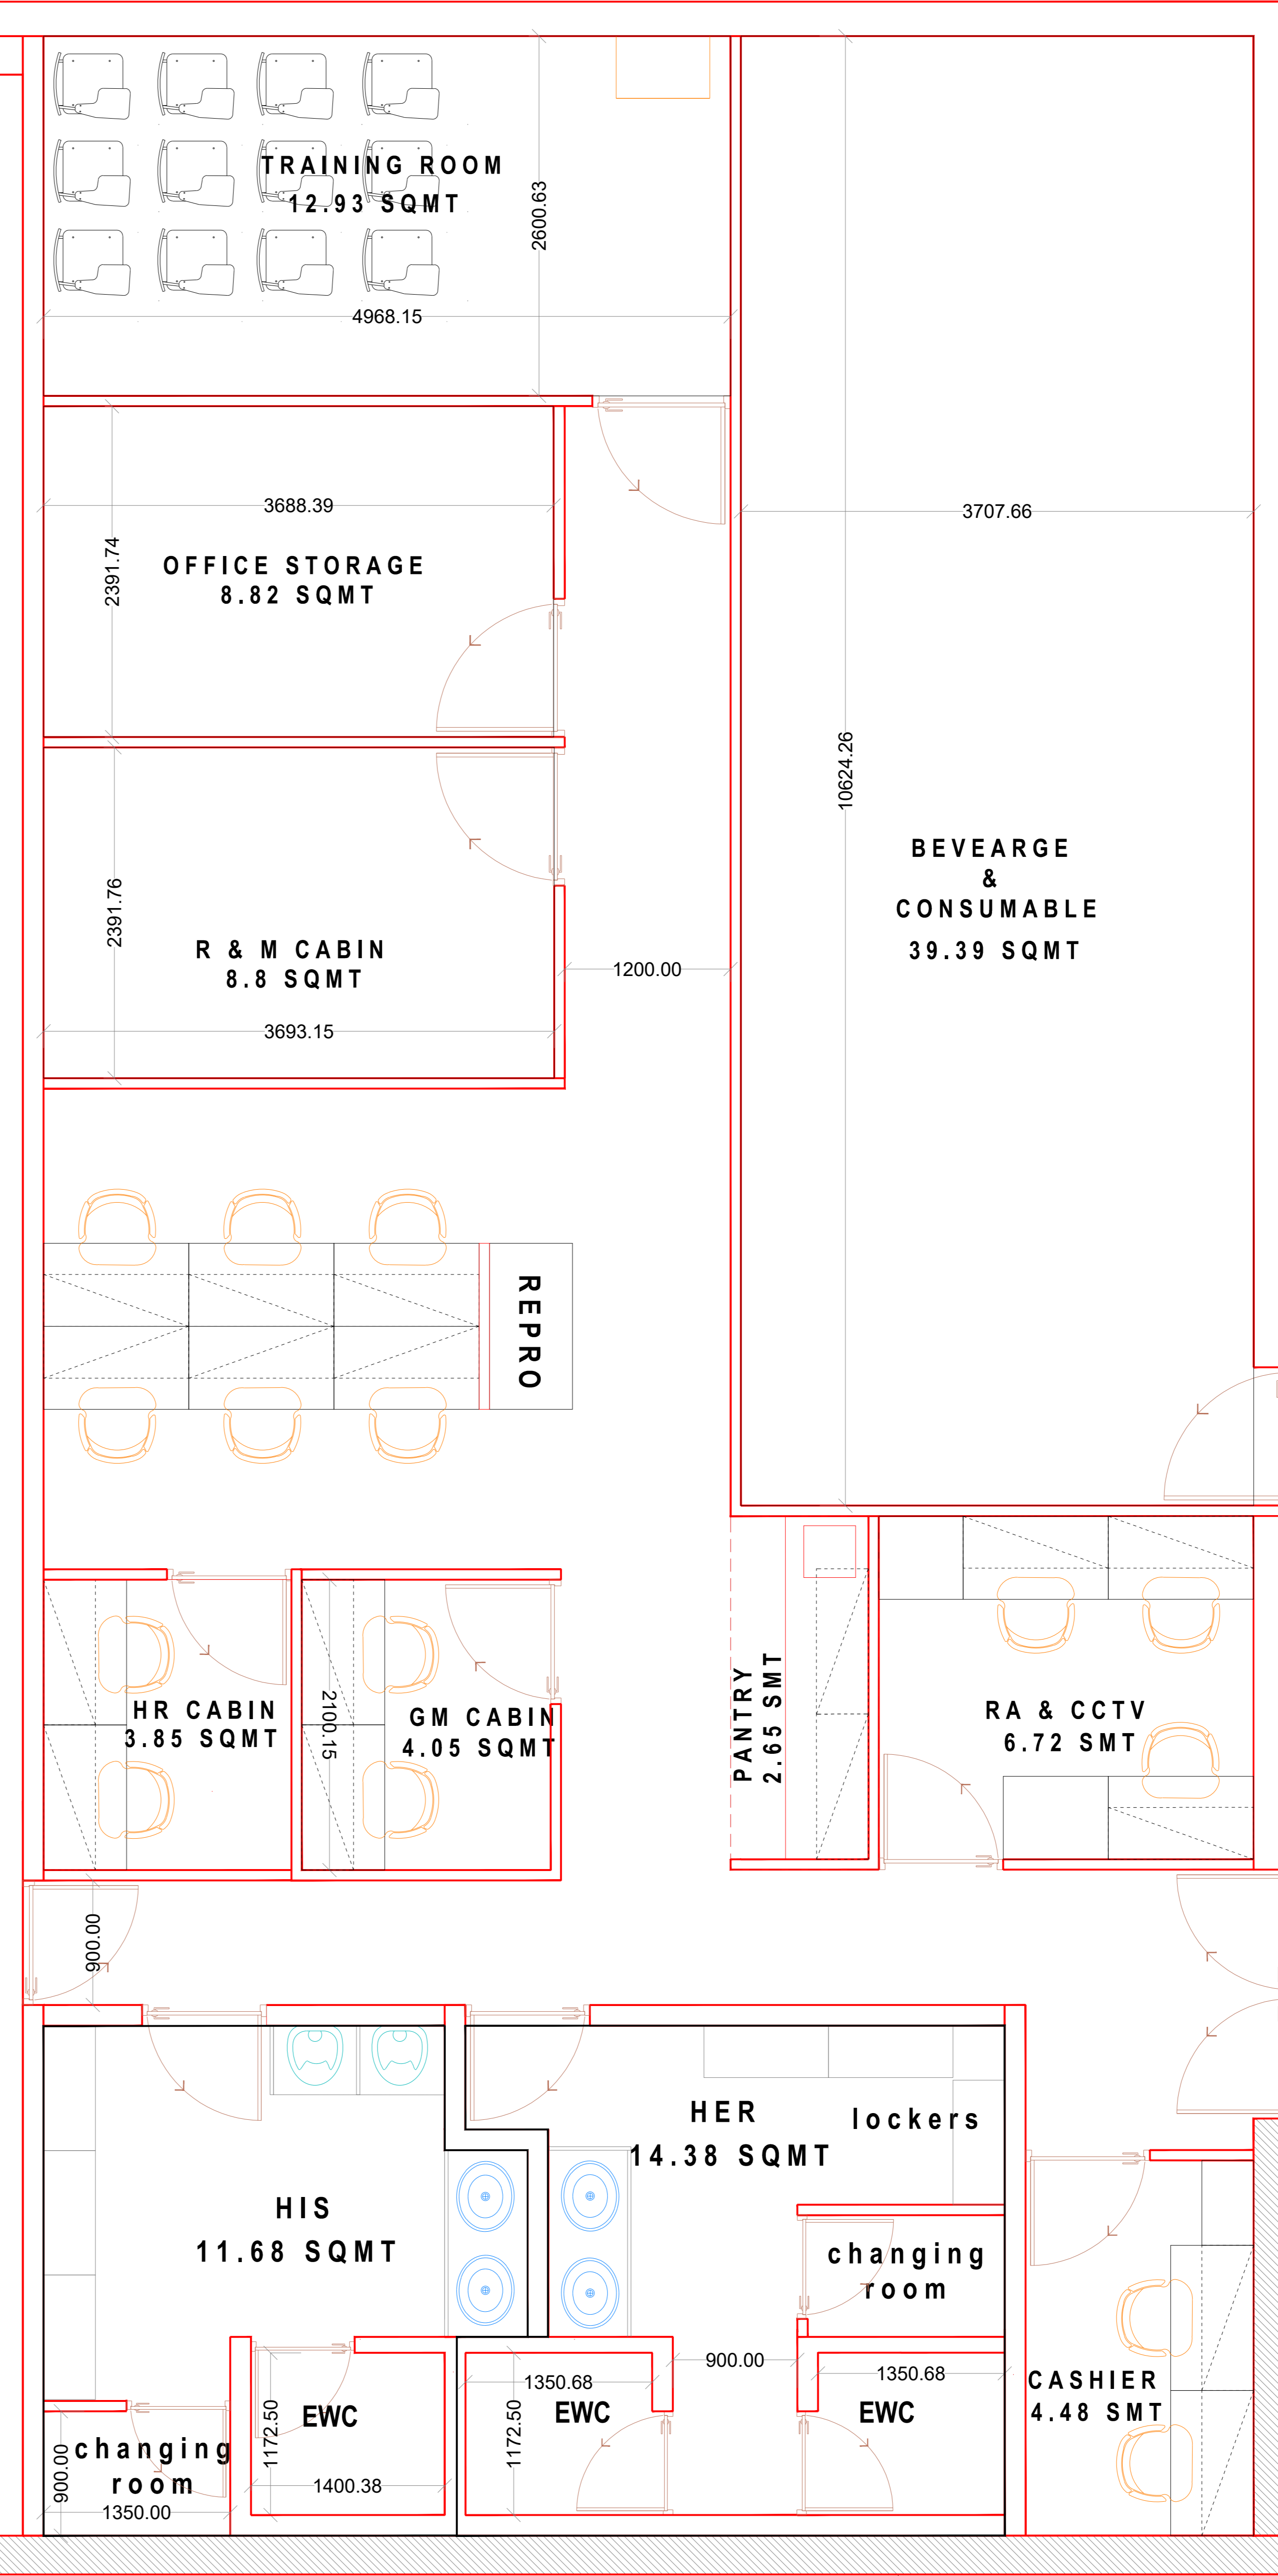 TRAINING ROOM
12.93 SQMT
2600.63
4968.15
3688.39
2391.74
OFFICE STORAGE
8.82 SQMT
3707.66
10624.26
BEVEARGE
&
CONSUMABLE
39.39 SQMT
2391.76
R & M CABIN
8.8 SQMT
1200.00
3693.15
REPRO
HR CABIN
3.85 SQMT
2100.15
GM CABIN
4.05 SQMT
PANTRY
2.65 SMT
RA & CCTV
6.72 SMT
900.00
HER
14.38 SQMT
lockers
HIS
11.68 SQMT
changing
room
900.00
1350.68
1350.68
CASHIER
4.48 SMT
EWC
EWC
EWC
1172.50
1172.50
1400.38
changing
room
900.00
1350.00